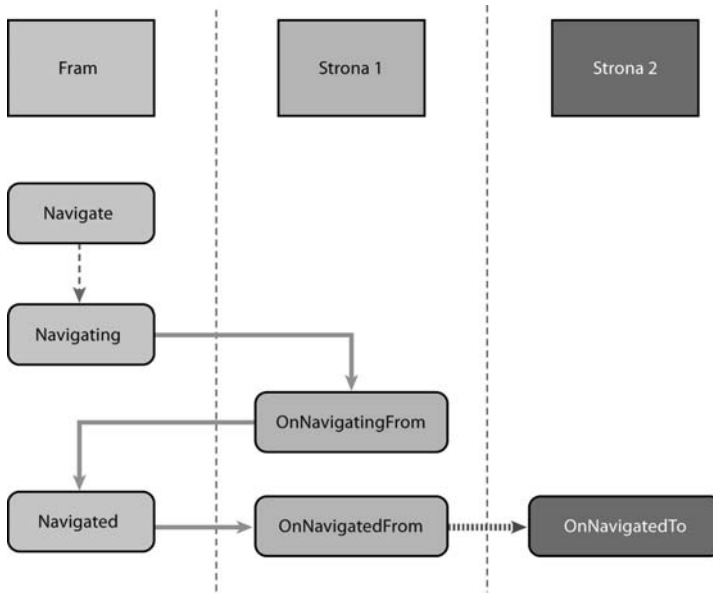 Fram
Strona 1
Strona 2
Navigate
Navigating
OnNavigatingFrom
Navigated
OnNavigatedFrom
OnNavigatedTo